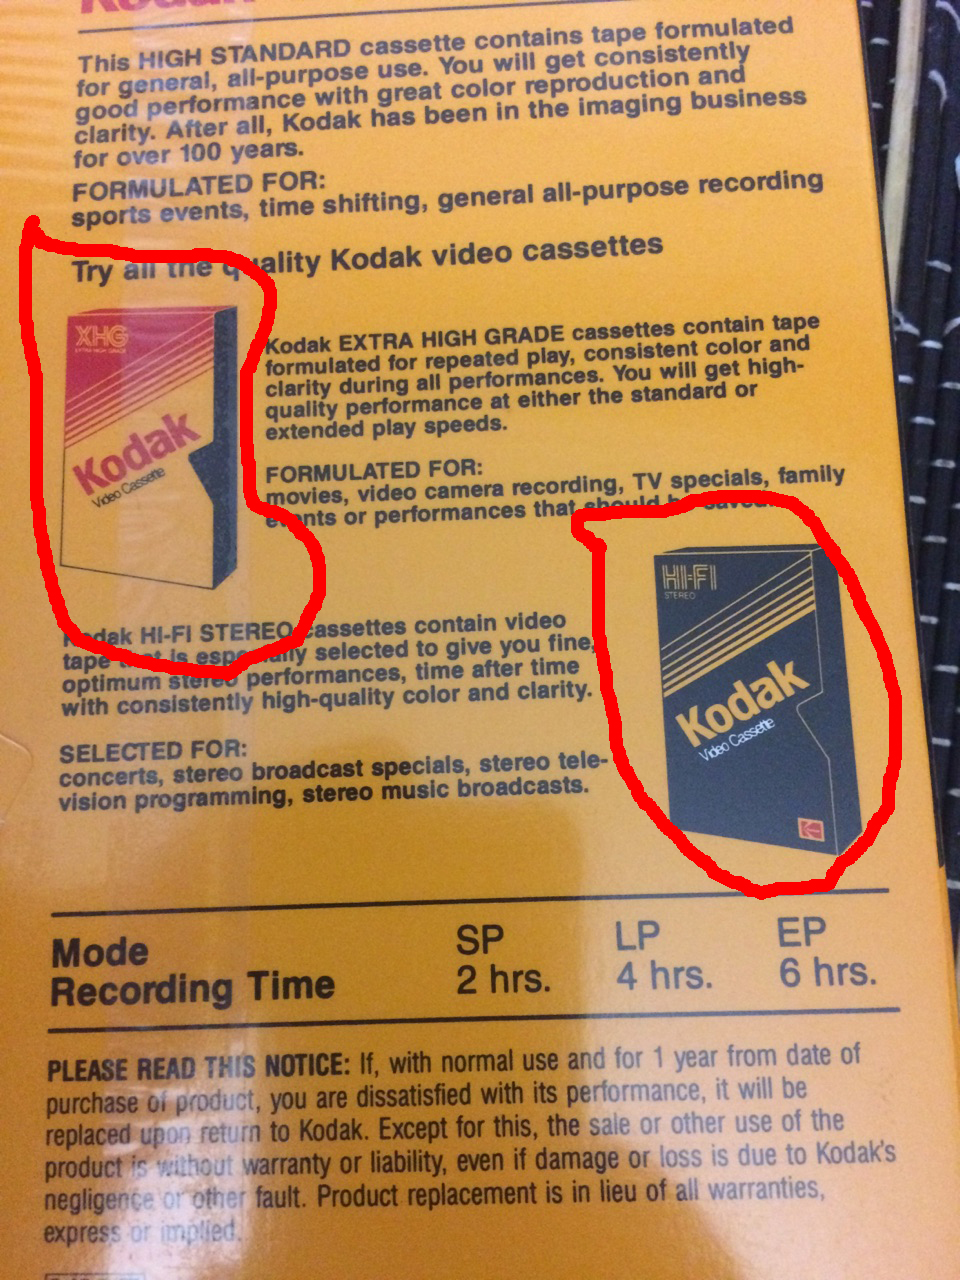 Kodak
This HIGH STANDARD cassette contains tape formulated
for general, all-purpose use. You will get consistently
good performance with great color reproduction and
clarity. After all, Kodak has been in the imaging business
for over 100 years.
FORMULATED FOR:
sports events, time shifting, general all-purpose recording
Try all the quality Kodak video cassettes
XHG
EXTRA HIGH GRADE
Kodak
Video Cassette
Kodak EXTRA HIGH GRADE cassettes contain tape
formulated for repeated play, consistent color and
clarity during all performances. You will get high-
quality performance at either the standard or
extended play speeds.
FORMULATED FOR:
movies, video camera recording, TV specials, family
events or performances that should be saved.
Kodak HI-FI STEREO cassettes contain video
tape that is especially selected to give you fine,
optimum stereo performances, time after time
with consistently high-quality color and clarity.
SELECTED FOR:
concerts, stereo broadcast specials, stereo tele-
vision programming, stereo music broadcasts.
HI-FI
STEREO
Kodak
Video Cassette
Mode SP LP EP
Recording Time 2 hrs. 4 hrs. 6 hrs.
PLEASE READ THIS NOTICE: If, with normal use and for 1 year from date of
purchase of product, you are dissatisfied with its performance, it will be
replaced upon return to Kodak. Except for this, the sale or other use of the
product is without warranty or liability, even if damage or loss is due to Kodak's
negligence or other fault. Product replacement is in lieu of all warranties,
express or implied.